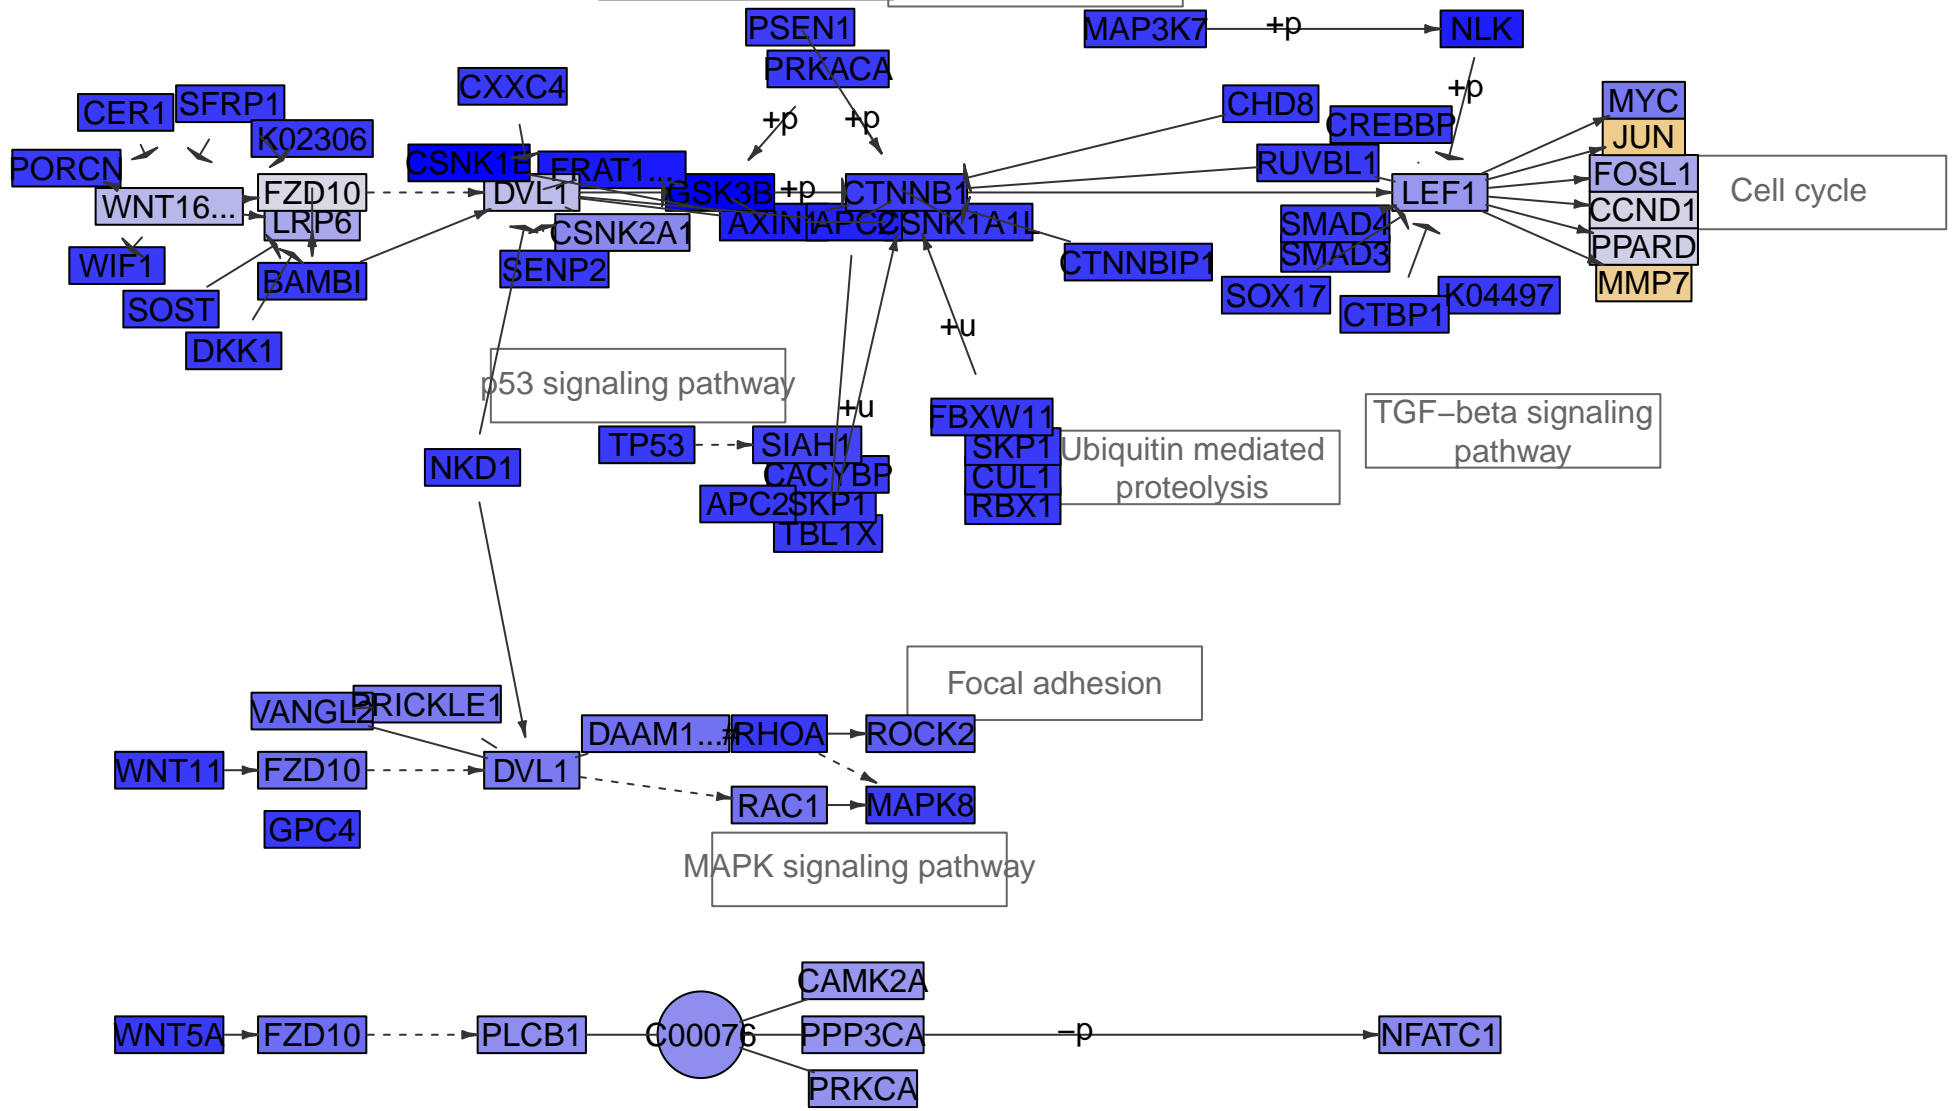 PSEN1
MAP3K7
+p
NLK
PRKACA
CXXC4
CER1
SFRP1
K02306
PORCN
WNT16...
FZD10
LRP6
WIF1
BAMBI
SOST
DKK1
+p
+p
CHD8
CREBBP
+p
RUVBL1
MYC
JUN
FOSL1
CCND1
PPARD
MMP7
Cell cycle
CSNK1E
FRAT1...
DVL1
GSK3B
+p
CTNNB1
AXIN1
APC2
CSNK1A1L
CSNK2A1
SENP2
LEF1
SMAD4
SMAD3
CTNNBIP1
SOX17
CTBP1
K04497
+u
p53 signaling pathway
+u
TGF−beta signaling
pathway
FBXW11
SKP1
CUL1
RBX1
Ubiquitin mediated
proteolysis
TP53
SIAH1
CACYBP
APC2
SKP1
TBL1X
NKD1
Focal adhesion
VANGL2
PRICKLE1
DAAM1...
RHOA
ROCK2
WNT11
FZD10
DVL1
RAC1
MAPK8
GPC4
MAPK signaling pathway
CAMK2A
WNT5A
FZD10
PLCB1
C00076
PPP3CA
−p
NFATC1
PRKCA